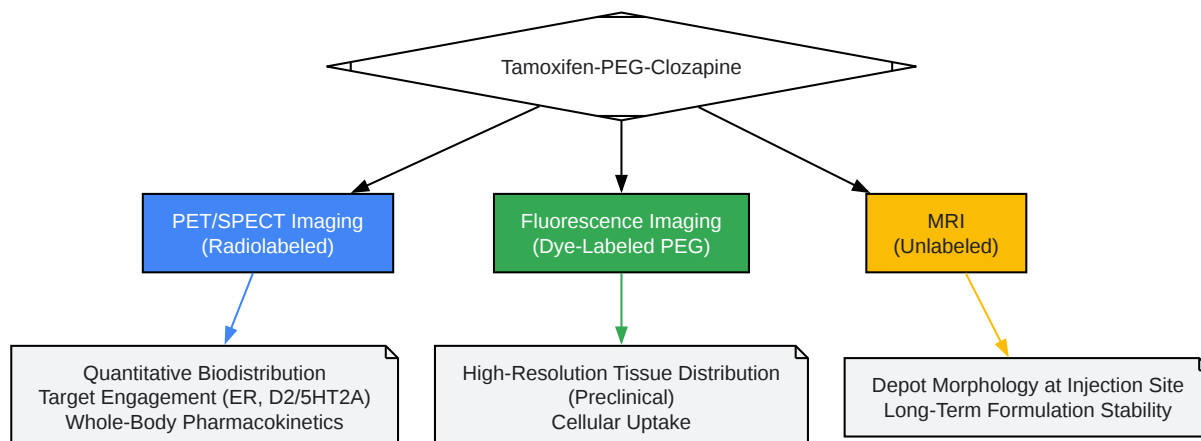 Tamoxifen-PEG-Clozapine
PET/SPECT Imaging
(Radiolabeled)
Fluorescence Imaging
(Dye-Labeled PEG)
MRI
(Unlabeled)
Quantitative Biodistribution
Target Engagement (ER, D2/5HT2A)
Whole-Body Pharmacokinetics
High-Resolution Tissue Distribution
(Preclinical)
Cellular Uptake
Depot Morphology at Injection Site
Long-Term Formulation Stability